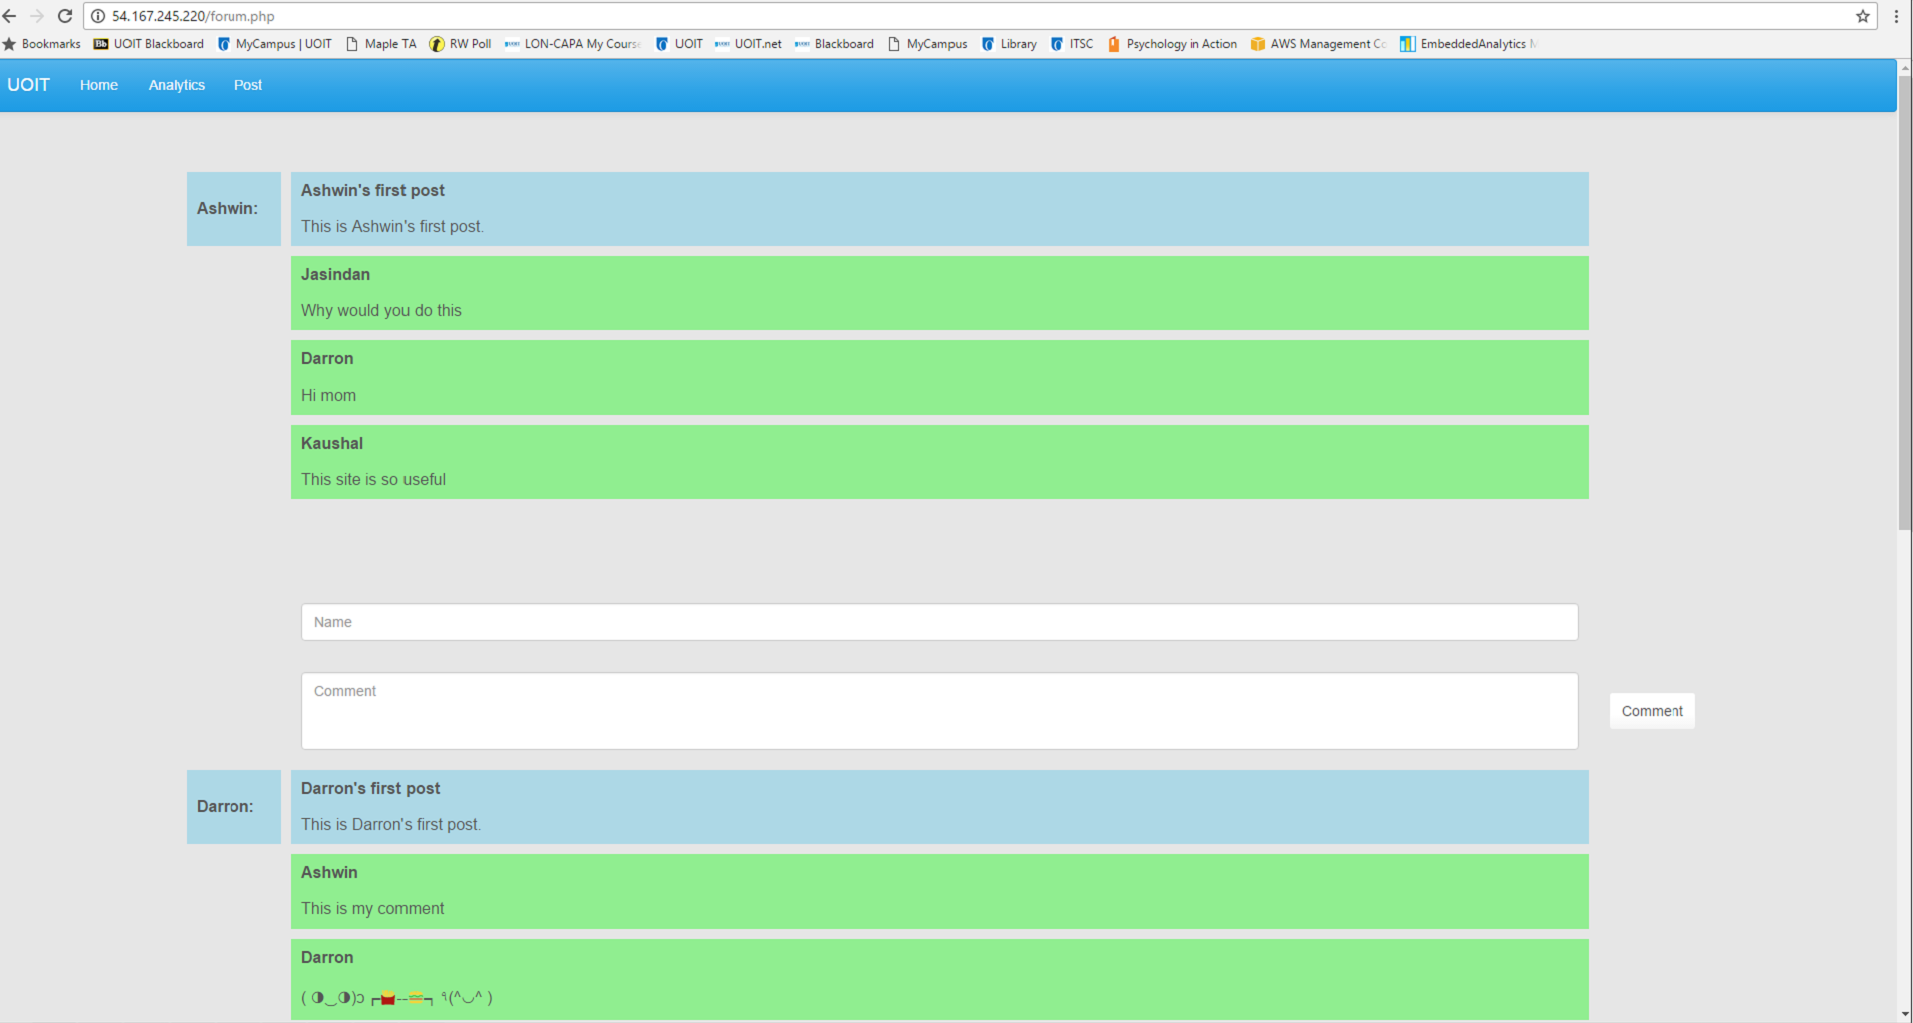 54.167.245.220/forum.php
Bookmarks Bb UOIT Blackboard MyCampus | UOIT Maple TA RW Poll LON-CAPA My Course UOIT UOIT.net Blackboard MyCampus Library ITSC Psychology in Action AWS Management Co EmbeddedAnalytics M
UOIT Home Analytics Post
Ashwin:
Ashwin's first post
This is Ashwin's first post.
Jasindan
Why would you do this
Darron
Hi mom
Kaushal
This site is so useful
Name
Comment
Comment
Darron:
Darron's first post
This is Darron's first post.
Ashwin
This is my comment
Darron
( ◑‿◑)ɔ ┏🍟--🍔┑ ٩(^◡^ )